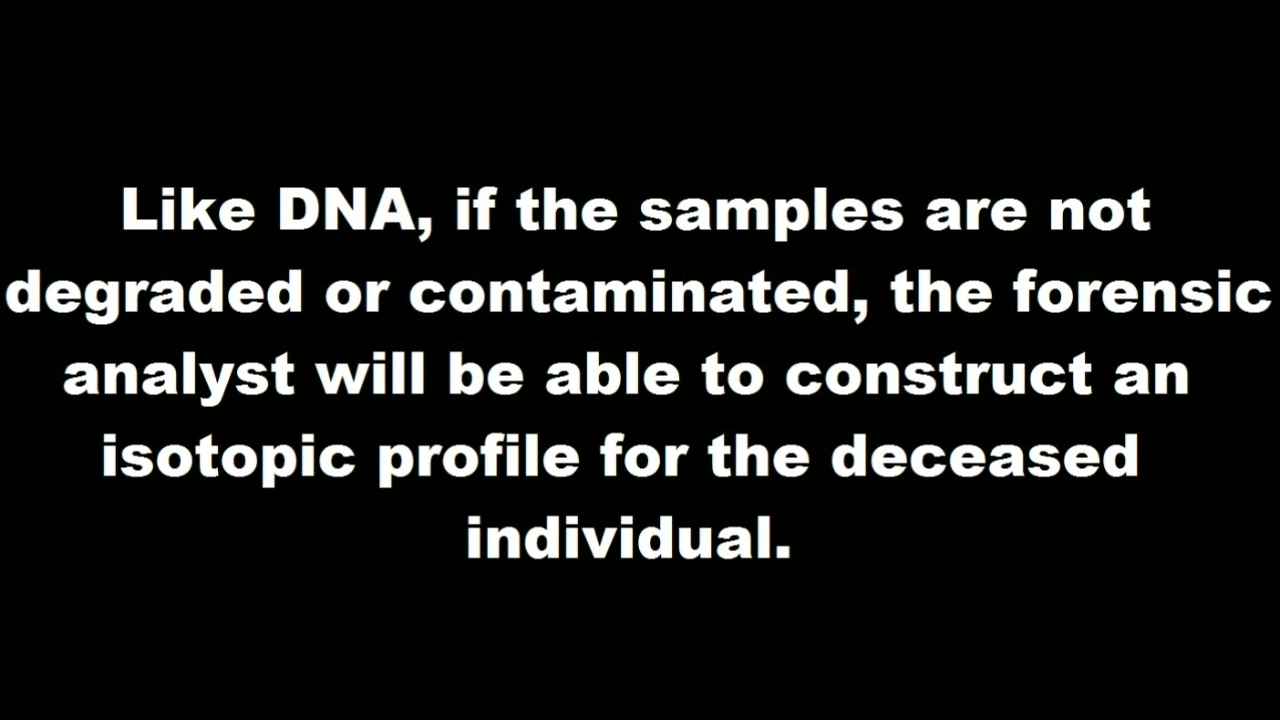 Like DNA, if the samples are not
degraded or contaminated, the forensic
analyst will be able to construct an
isotopic profile for the deceased
individual.